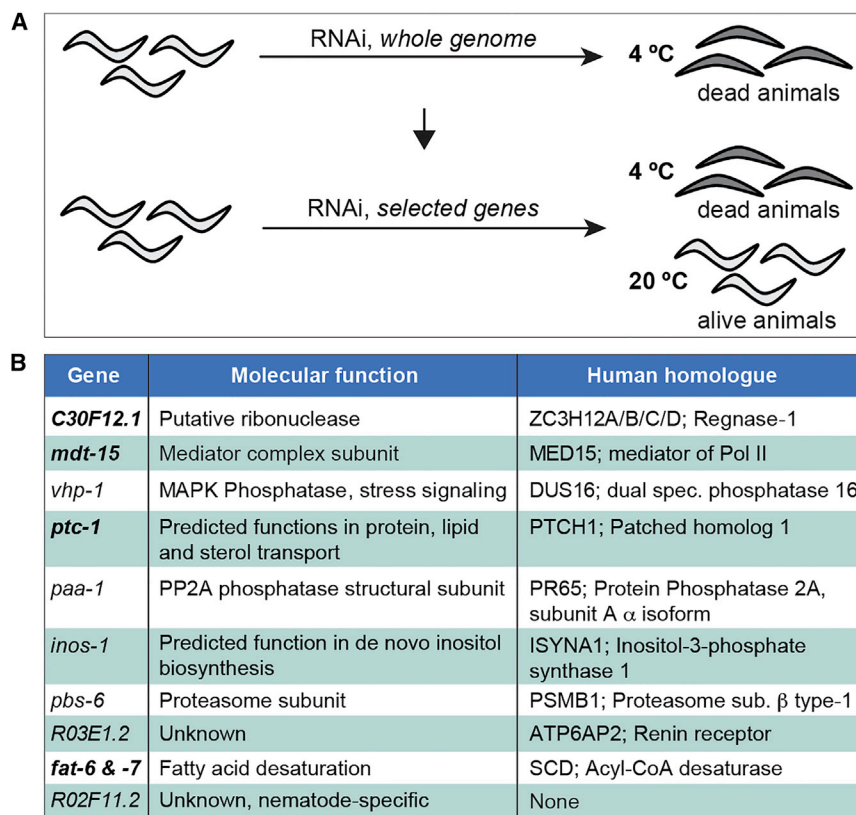 A
RNAi, whole genome
4 ºC
dead animals
RNAi, selected genes
4 ºC
dead animals
20 ºC
alive animals
B
Gene Molecular function Human homologue
C30F12.1 Putative ribonuclease ZC3H12A/B/C/D; Regnase-1
mdt-15 Mediator complex subunit MED15; mediator of Pol II
vhp-1 MAPK Phosphatase, stress signaling DUS16; dual spec. phosphatase 16
ptc-1 Predicted functions in protein, lipid PTCH1; Patched homolog 1
and sterol transport
paa-1 PP2A phosphatase structural subunit PR65; Protein Phosphatase 2A,
subunit A α isoform
inos-1 Predicted function in de novo inositol ISYNA1; Inositol-3-phosphate
biosynthesis synthase 1
pbs-6 Proteasome subunit PSMB1; Proteasome sub. β type-1
R03E1.2 Unknown ATP6AP2; Renin receptor
fat-6 & -7 Fatty acid desaturation SCD; Acyl-CoA desaturase
R02F11.2 Unknown, nematode-specific None